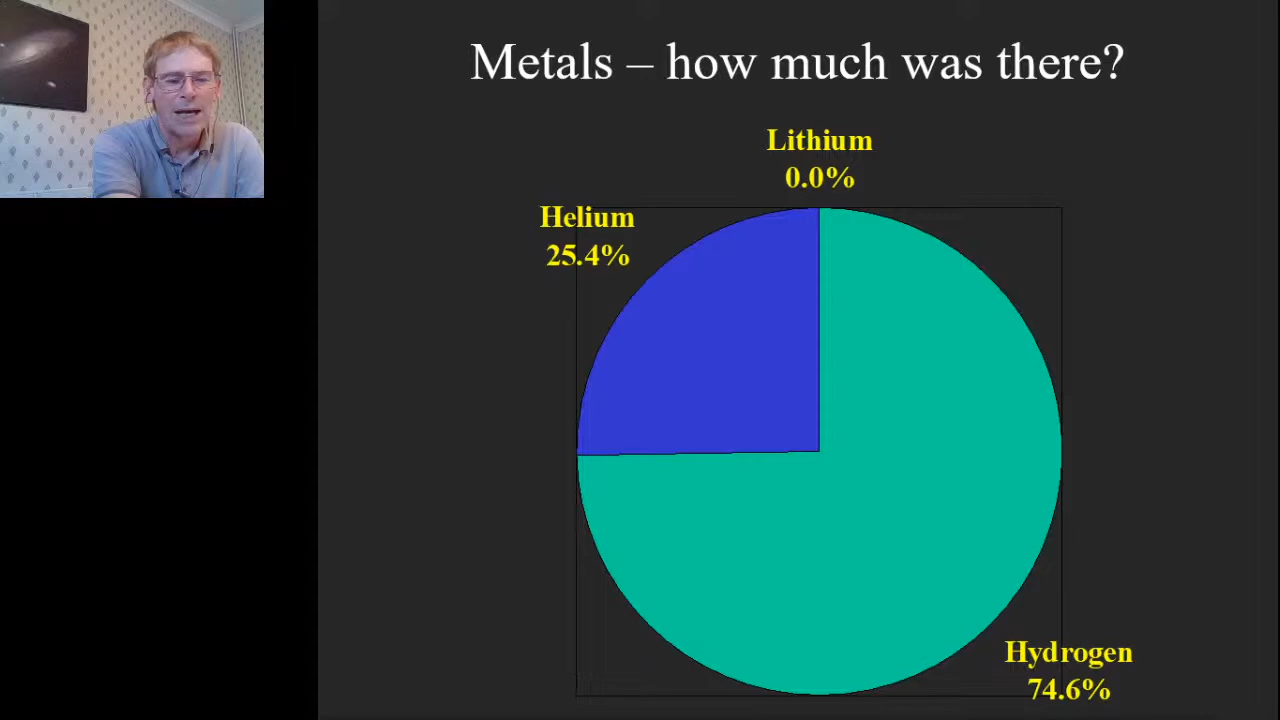 Metals – how much was there?
Lithium
0.0%
Helium
25.4%
Hydrogen
74.6%